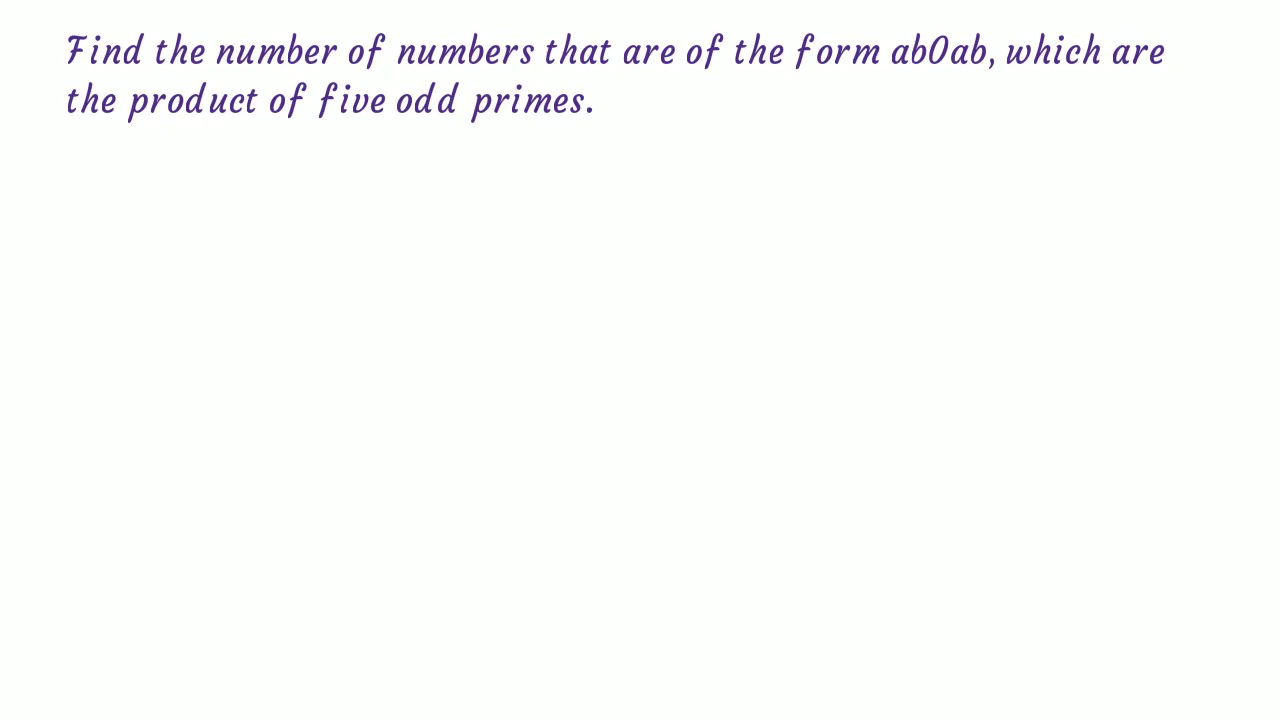 Find the number of numbers that are of the form ab0ab, which are
the product of five odd primes.